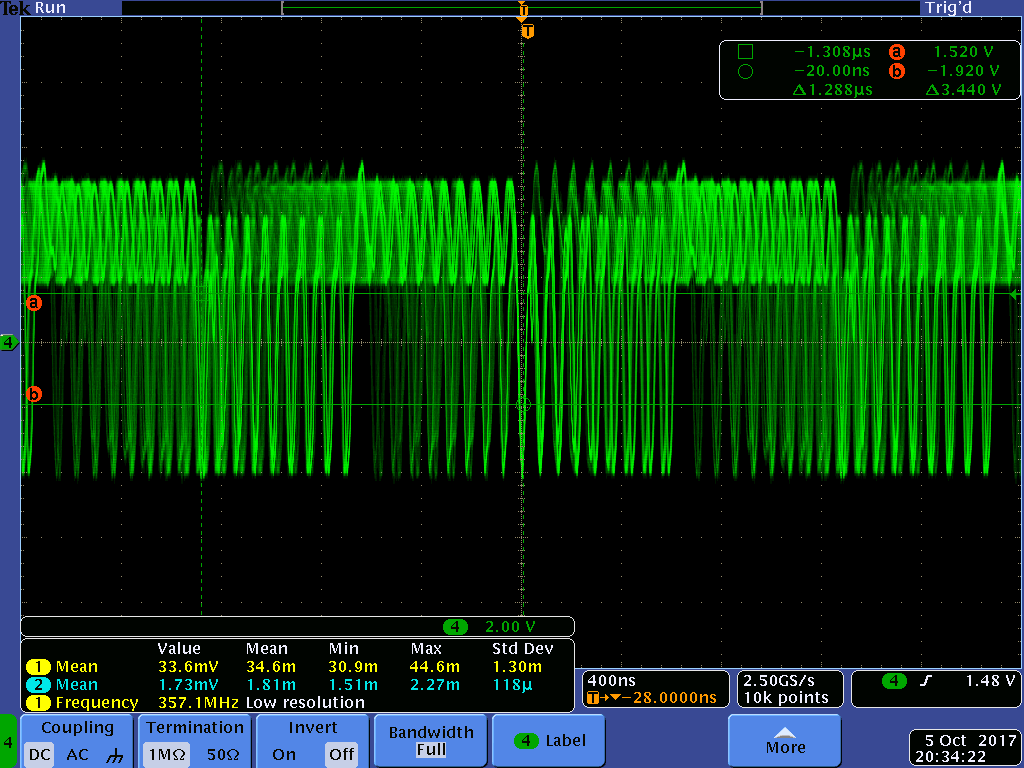 Tek Run Trig'd
T
T
−1.308µs a 1.520 V
−20.00ns b −1.920 V
Δ1.288µs Δ3.440 V
a
4
b
4 2.00 V
Value Mean Min Max Std Dev
1 Mean 33.6mV 34.6m 30.9m 44.6m 1.30m
2 Mean 1.73mV 1.81m 1.51m 2.27m 118µ
1 Frequency 357.1MHz Low resolution
400ns
T→▼−28.0000ns
2.50GS/s
10k points
4 1.48 V
4
Coupling
DC AC
Termination
1MΩ 50Ω
Invert
On Off
Bandwidth
Full
4 Label
More
5 Oct 2017
20:34:22